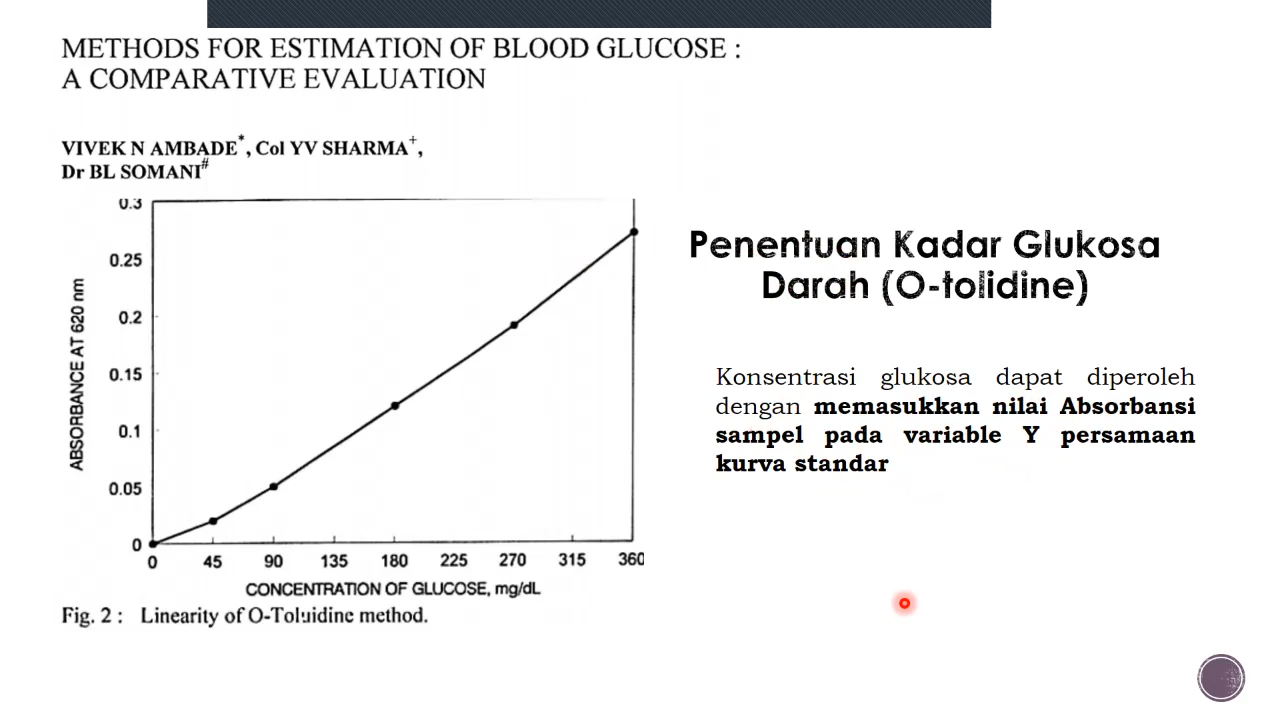 METHODS FOR ESTIMATION OF BLOOD GLUCOSE :
A COMPARATIVE EVALUATION
VIVEK N AMBADE*, Col YV SHARMA+,
Dr BL SOMANI#
0.3
0.25
0.2
0.15
0.1
0.05
0
ABSORBANCE AT 620 nm
0 45 90 135 180 225 270 315 360
CONCENTRATION OF GLUCOSE, mg/dL
Fig. 2 : Linearity of O-Toluidine method.
Penentuan Kadar Glukosa
Darah (O-tolidine)
Konsentrasi glukosa dapat diperoleh
dengan memasukkan nilai Absorbansi
sampel pada variable Y persamaan
kurva standar